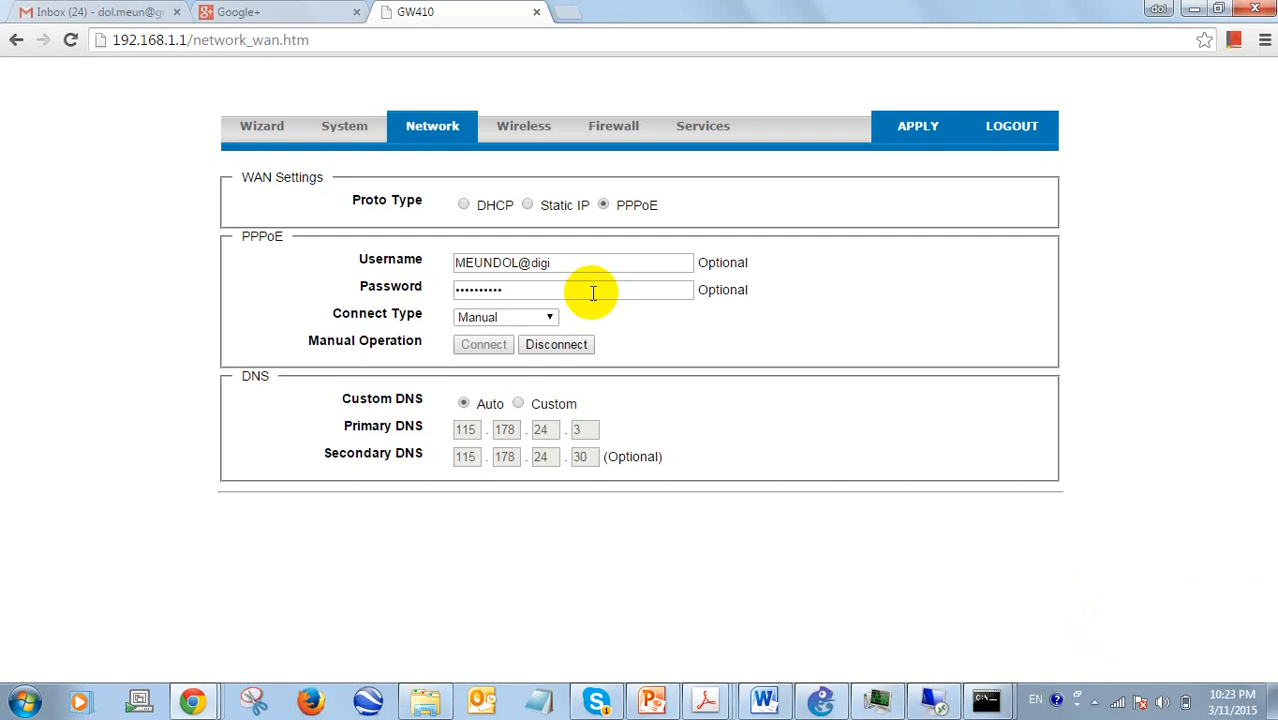 Inbox (24) - dol.meun@g
Google+
GW410
dol
192.168.1.1/network_wan.htm
Wizard System Network Wireless Firewall Services APPLY LOGOUT
WAN Settings
Proto Type DHCP Static IP PPPoE
PPPoE
Username MEUNDOL@digi Optional
Password •••••••••• Optional
Connect Type Manual
Manual Operation Connect Disconnect
DNS
Custom DNS Auto Custom
Primary DNS 115 . 178 . 24 . 3
Secondary DNS 115 . 178 . 24 . 30 (Optional)
EN
10:23 PM
3/11/2015